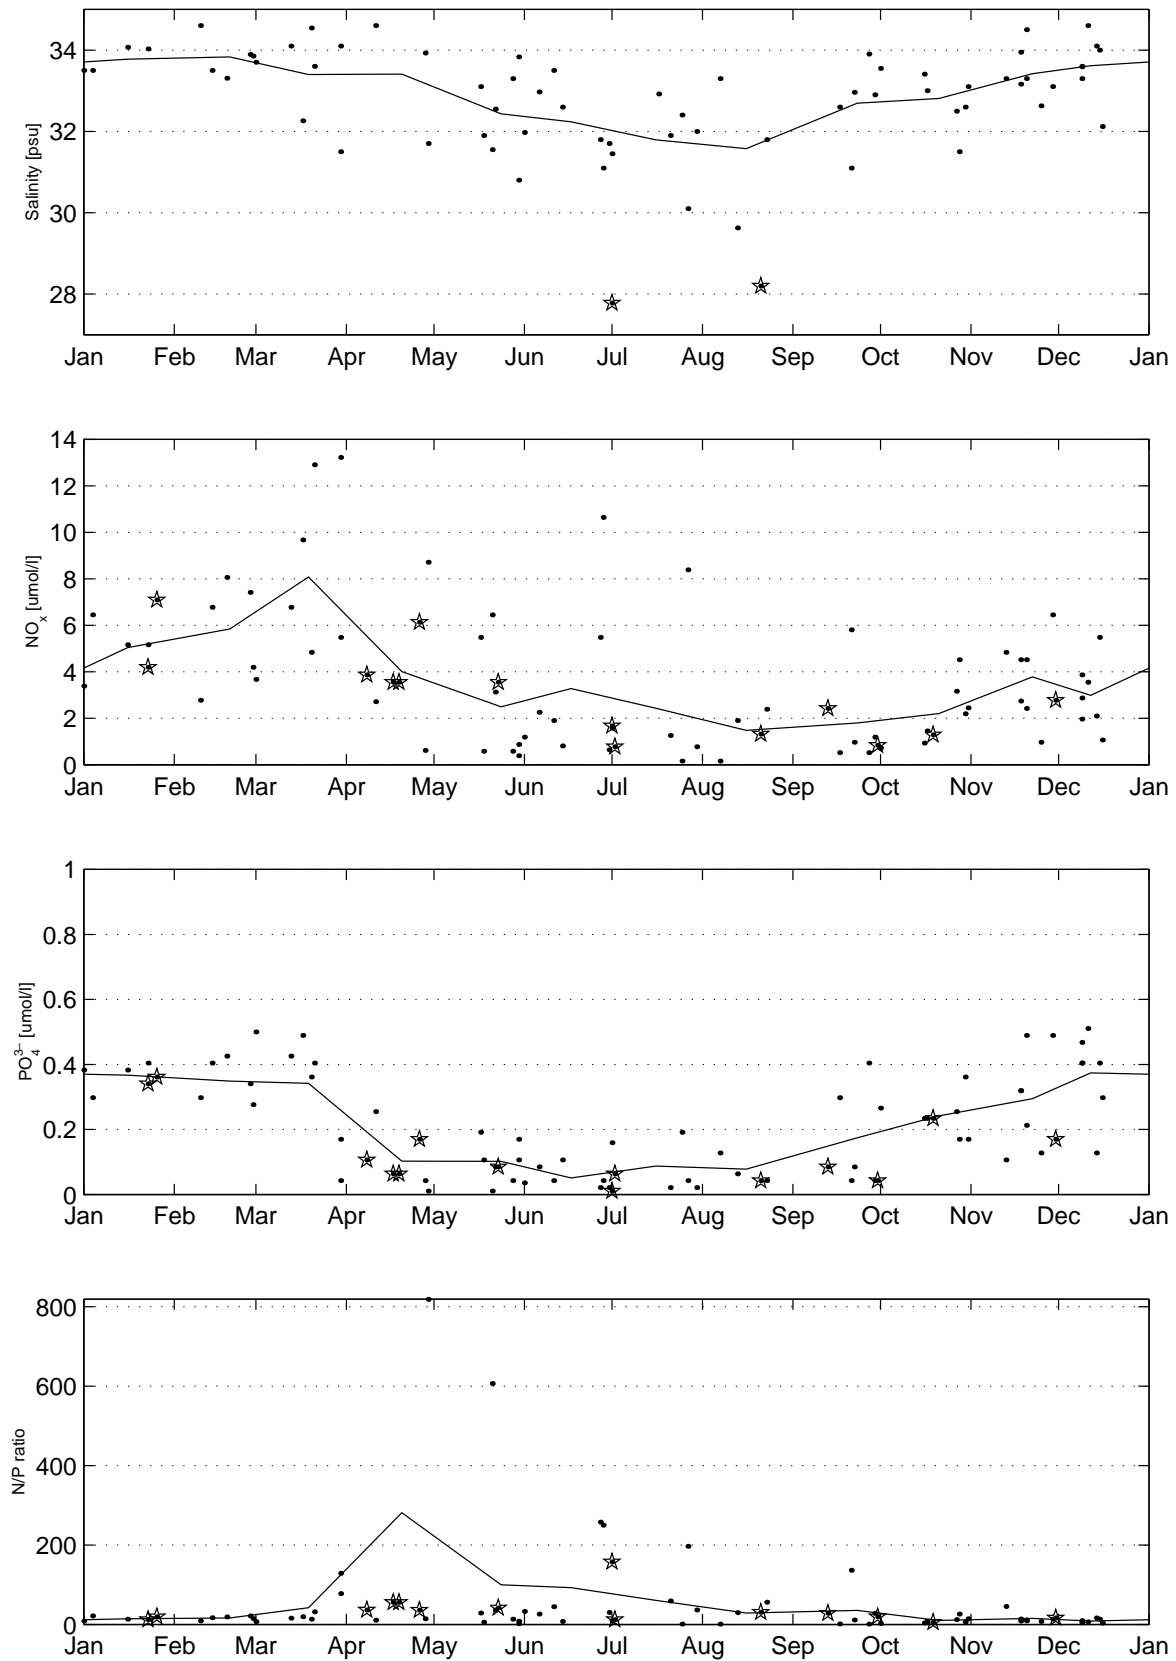 34
32
30
28
Salinity [psu]
Jan Feb Mar Apr May Jun Jul Aug Sep Oct Nov Dec Jan
14
12
10
8
6
4
2
0
NOx [umol/l]
Jan Feb Mar Apr May Jun Jul Aug Sep Oct Nov Dec Jan
1
0.8
0.6
0.4
0.2
0
PO4 3− [umol/l]
Jan Feb Mar Apr May Jun Jul Aug Sep Oct Nov Dec Jan
800
600
400
200
0
N/P ratio
Jan Feb Mar Apr May Jun Jul Aug Sep Oct Nov Dec Jan